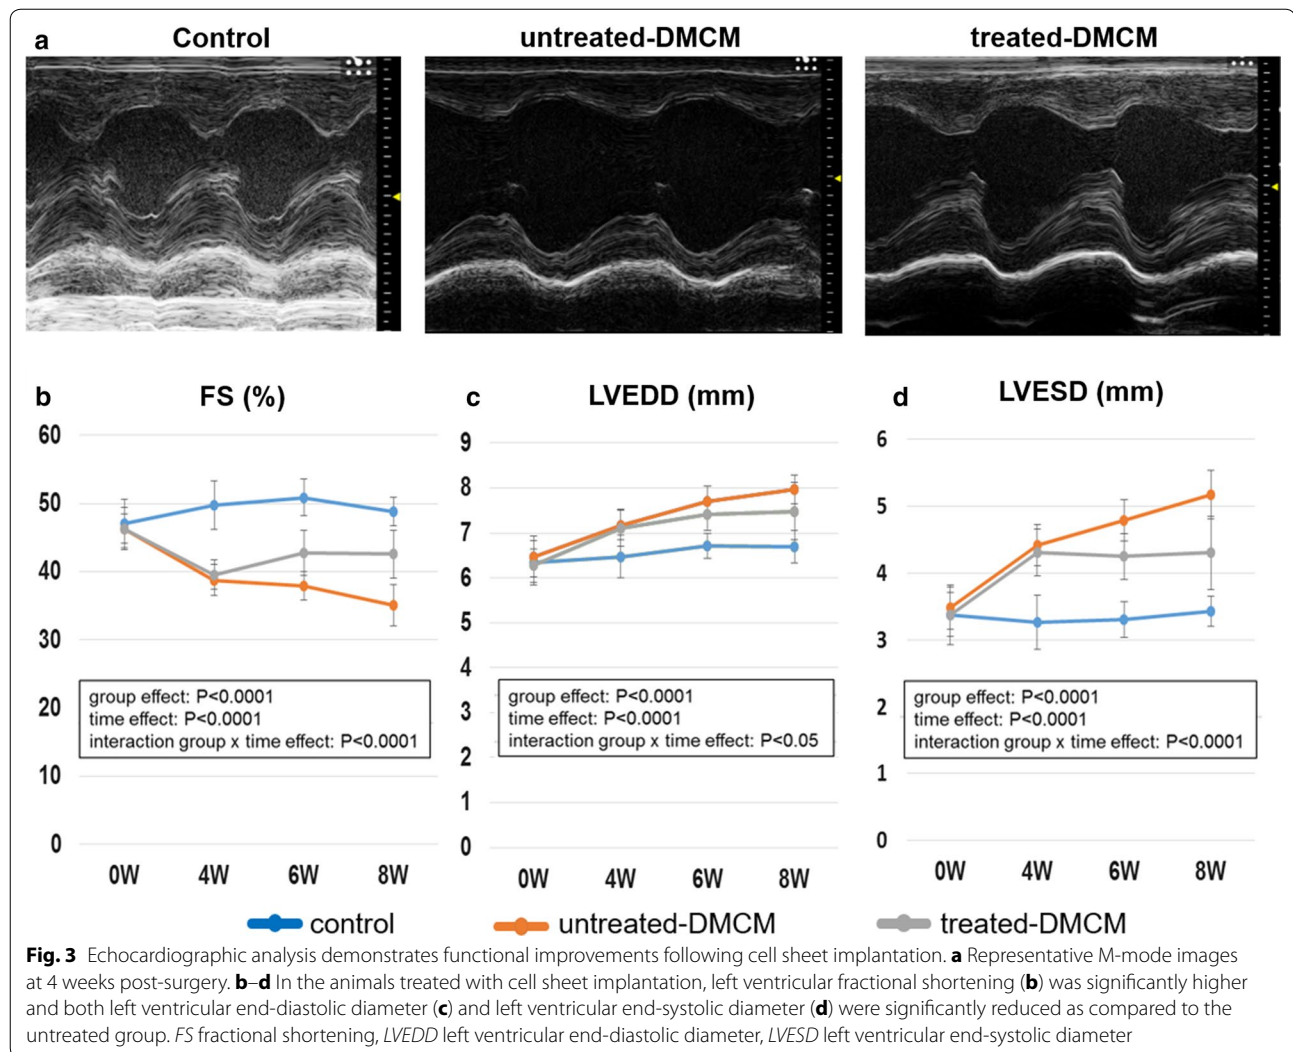 a
Control
untreated-DMCM
treated-DMCM
b
FS (%)
60
50
40
30
20
10
0
group effect: P<0.0001
time effect: P<0.0001
interaction group x time effect: P<0.0001
0W 4W 6W 8W
c
LVEDD (mm)
9
8
7
6
5
4
3
2
1
0
group effect: P<0.0001
time effect: P<0.0001
interaction group x time effect: P<0.05
0W 4W 6W 8W
d
LVESD (mm)
6
5
4
3
2
1
0
group effect: P<0.0001
time effect: P<0.0001
interaction group x time effect: P<0.0001
0W 4W 6W 8W
control untreated-DMCM treated-DMCM
Fig. 3 Echocardiographic analysis demonstrates functional improvements following cell sheet implantation. a Representative M-mode images
at 4 weeks post-surgery. b–d In the animals treated with cell sheet implantation, left ventricular fractional shortening (b) was significantly higher
and both left ventricular end-diastolic diameter (c) and left ventricular end-systolic diameter (d) were significantly reduced as compared to the
untreated group. FS fractional shortening, LVEDD left ventricular end-diastolic diameter, LVESD left ventricular end-systolic diameter